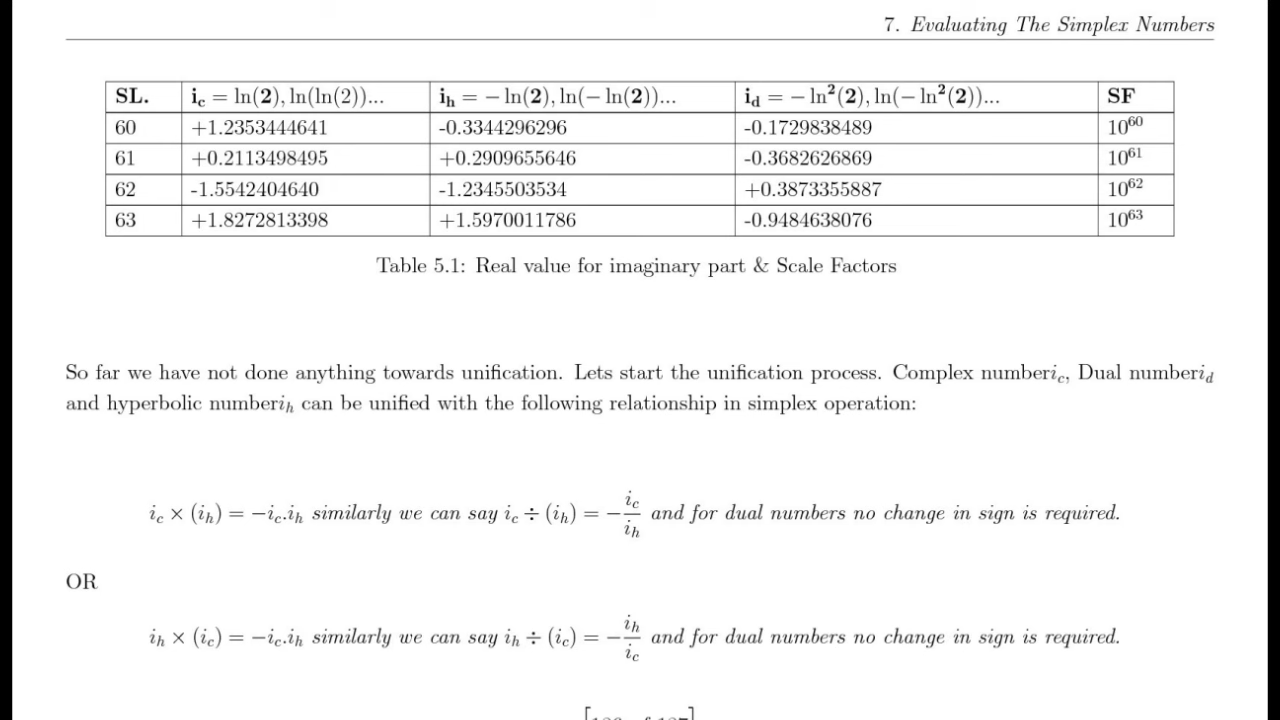 7. Evaluating The Simplex Numbers
SL. i_c = ln(2), ln(ln(2))... i_h = − ln(2), ln(− ln(2))... i_d = − ln²(2), ln(− ln²(2))... SF
60 +1.2353444641 -0.3344296296 -0.1729838489 10^60
61 +0.2113498495 +0.2909655646 -0.3682626869 10^61
62 -1.5542404640 -1.2345503534 +0.3873355887 10^62
63 +1.8272813398 +1.5970011786 -0.9484638076 10^63
Table 5.1: Real value for imaginary part & Scale Factors
So far we have not done anything towards unification. Lets start the unification process. Complex numberi_c, Dual numberi_d
and hyperbolic numberi_h can be unified with the following relationship in simplex operation:
i_c × (i_h) = −i_c.i_h similarly we can say i_c ÷ (i_h) = −i_c/i_h and for dual numbers no change in sign is required.
OR
i_h × (i_c) = −i_c.i_h similarly we can say i_h ÷ (i_c) = −i_h/i_c and for dual numbers no change in sign is required.